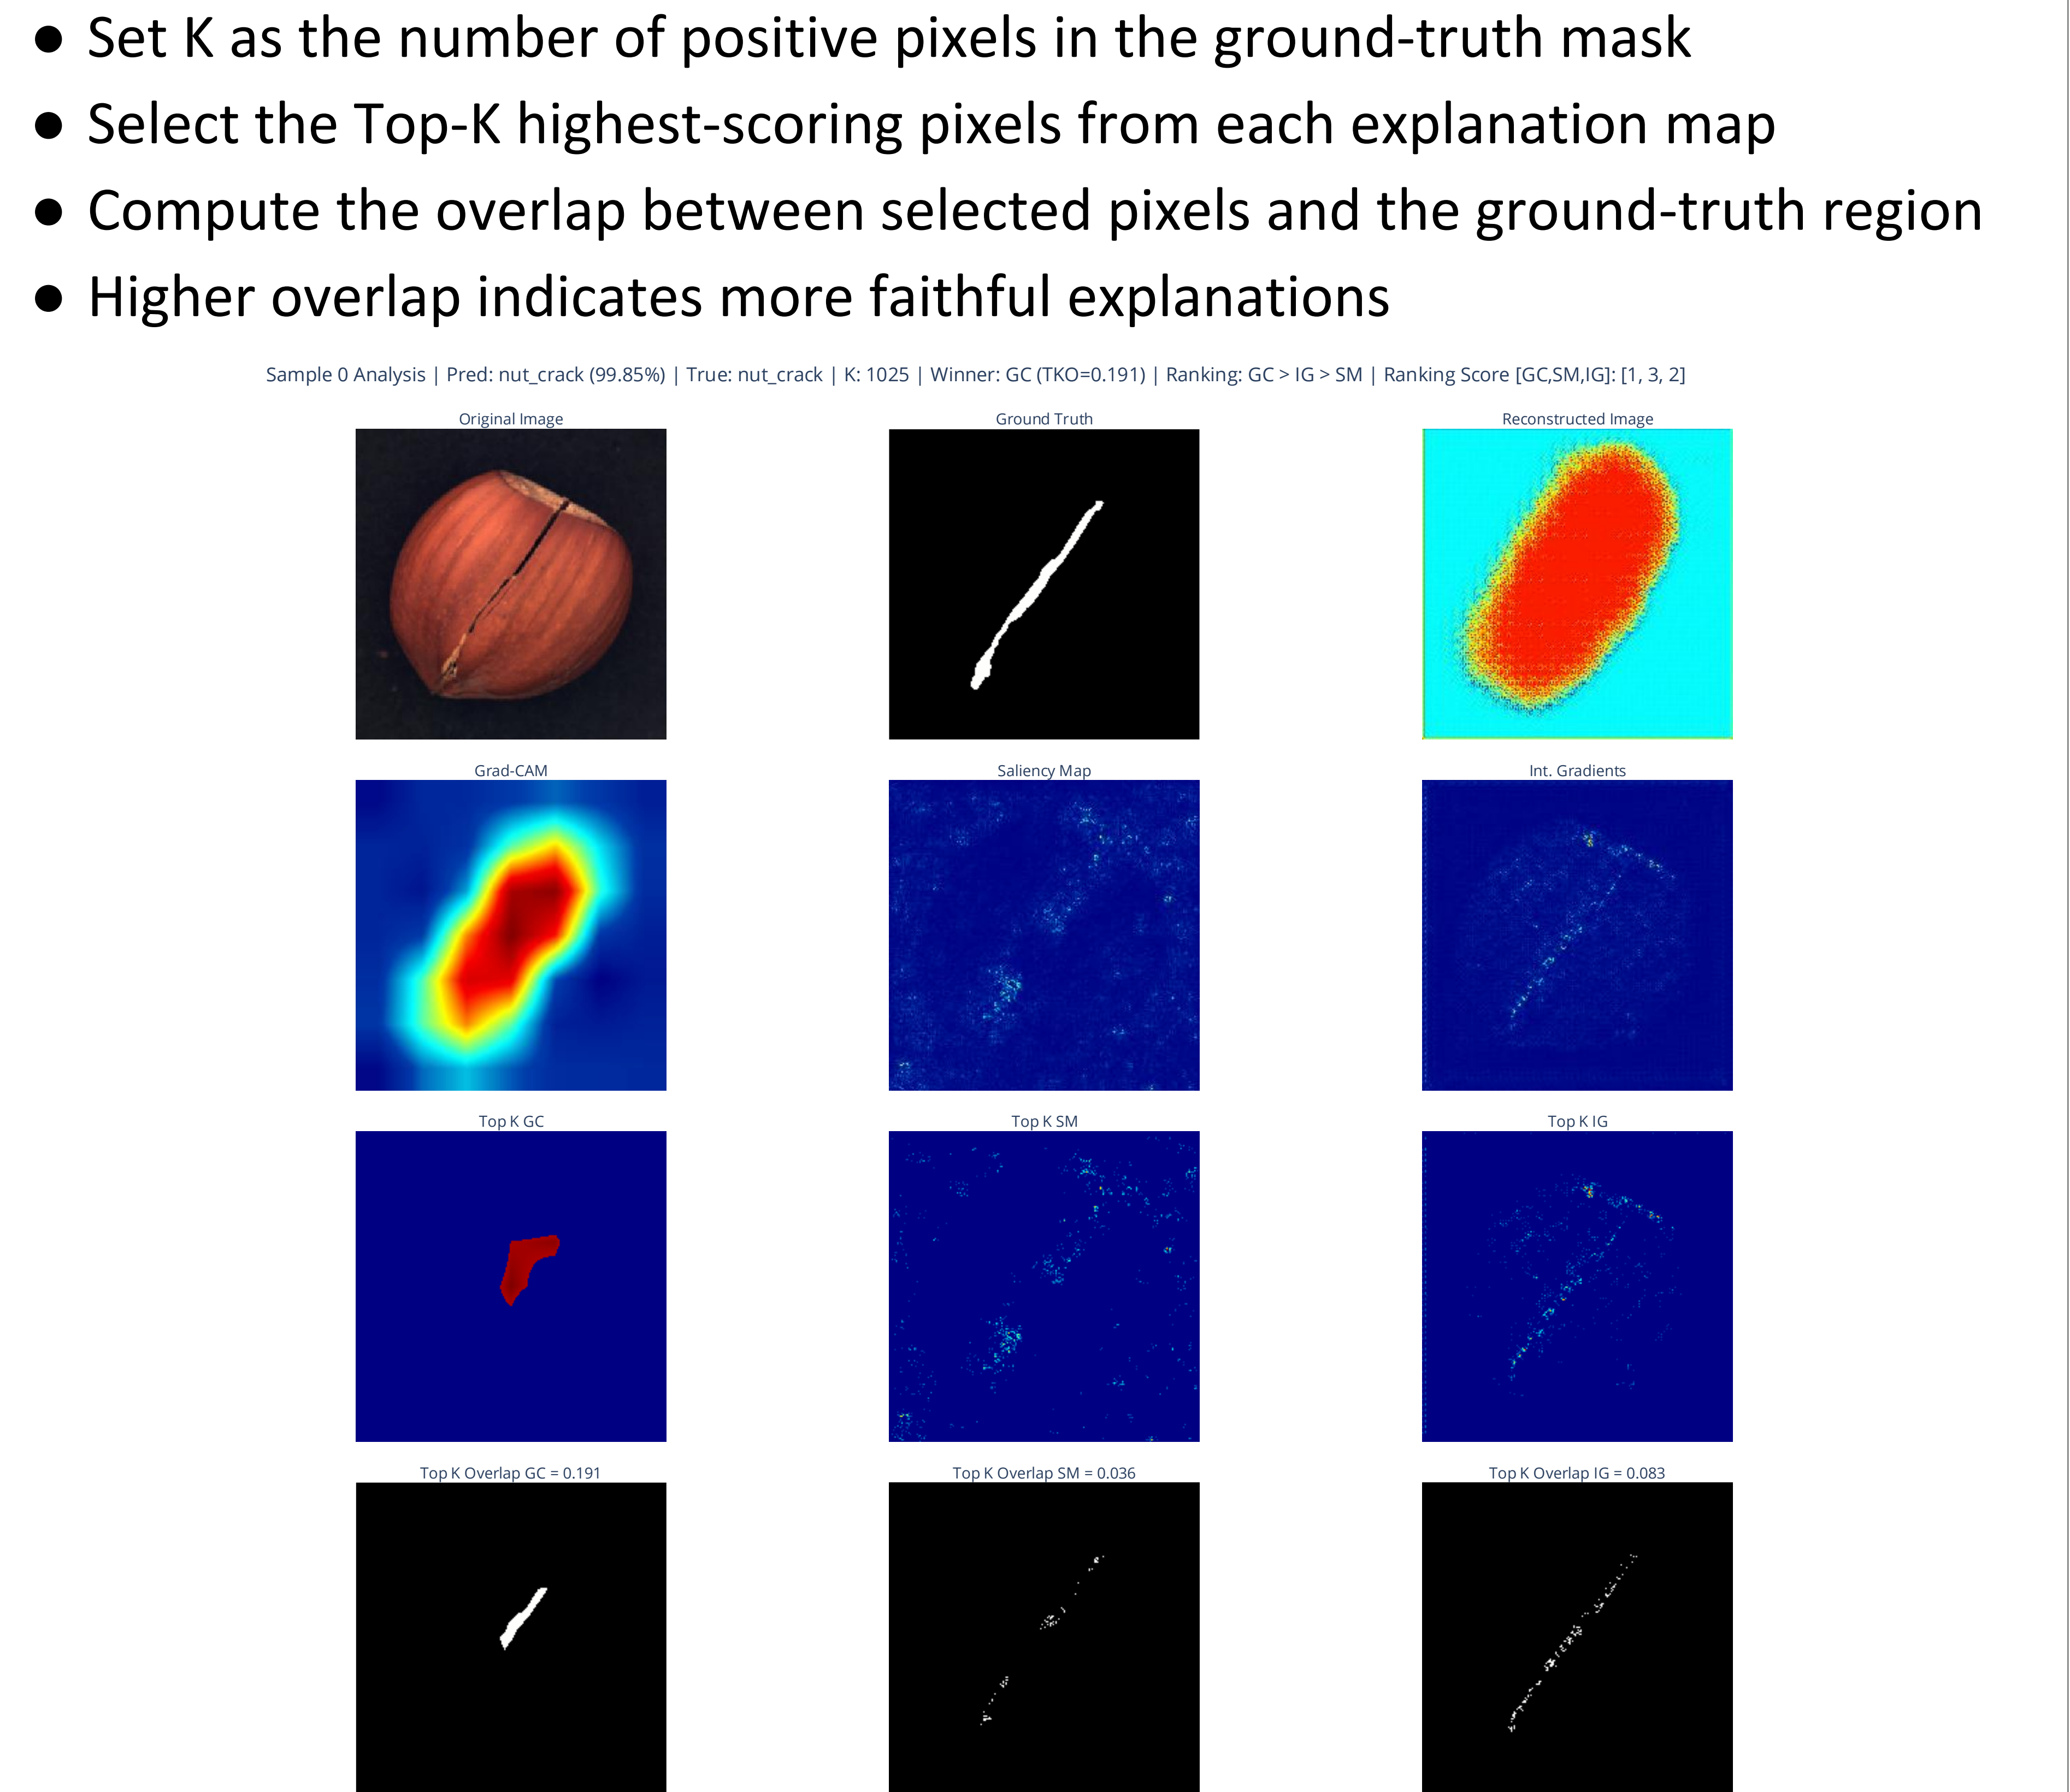 ● Set K as the number of positive pixels in the ground-truth mask
● Select the Top-K highest-scoring pixels from each explanation map
● Compute the overlap between selected pixels and the ground-truth region
● Higher overlap indicates more faithful explanations
Sample 0 Analysis | Pred: nut_crack (99.85%) | True: nut_crack | K: 1025 | Winner: GC (TKO=0.191) | Ranking: GC > IG > SM | Ranking Score [GC,SM,IG]: [1, 3, 2]
Original Image
Ground Truth
Reconstructed Image
Grad-CAM
Saliency Map
Int. Gradients
Top K GC
Top K SM
Top K IG
Top K Overlap GC = 0.191
Top K Overlap SM = 0.036
Top K Overlap IG = 0.083